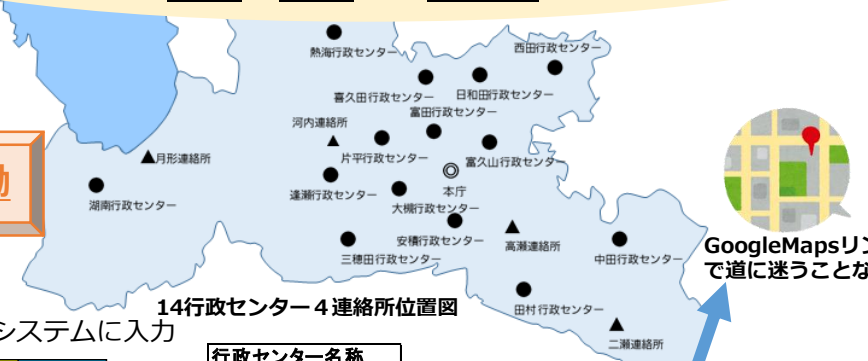 熱海行政センター
西田行政センター
喜久田行政センター
日和田行政センター
富田行政センター
河内連絡所
月形連絡所
片平行政センター
富久山行政センター
湖南行政センター
逢瀬行政センター
本庁
大槻行政センター
安積行政センター
高瀬連絡所
三穂田行政センター
中田行政センター
GoogleMapsリン
で道に迷うことな
14行政センター４連絡所位置図
田村行政センター
システムに入力
二瀬連絡所
行政センター名称